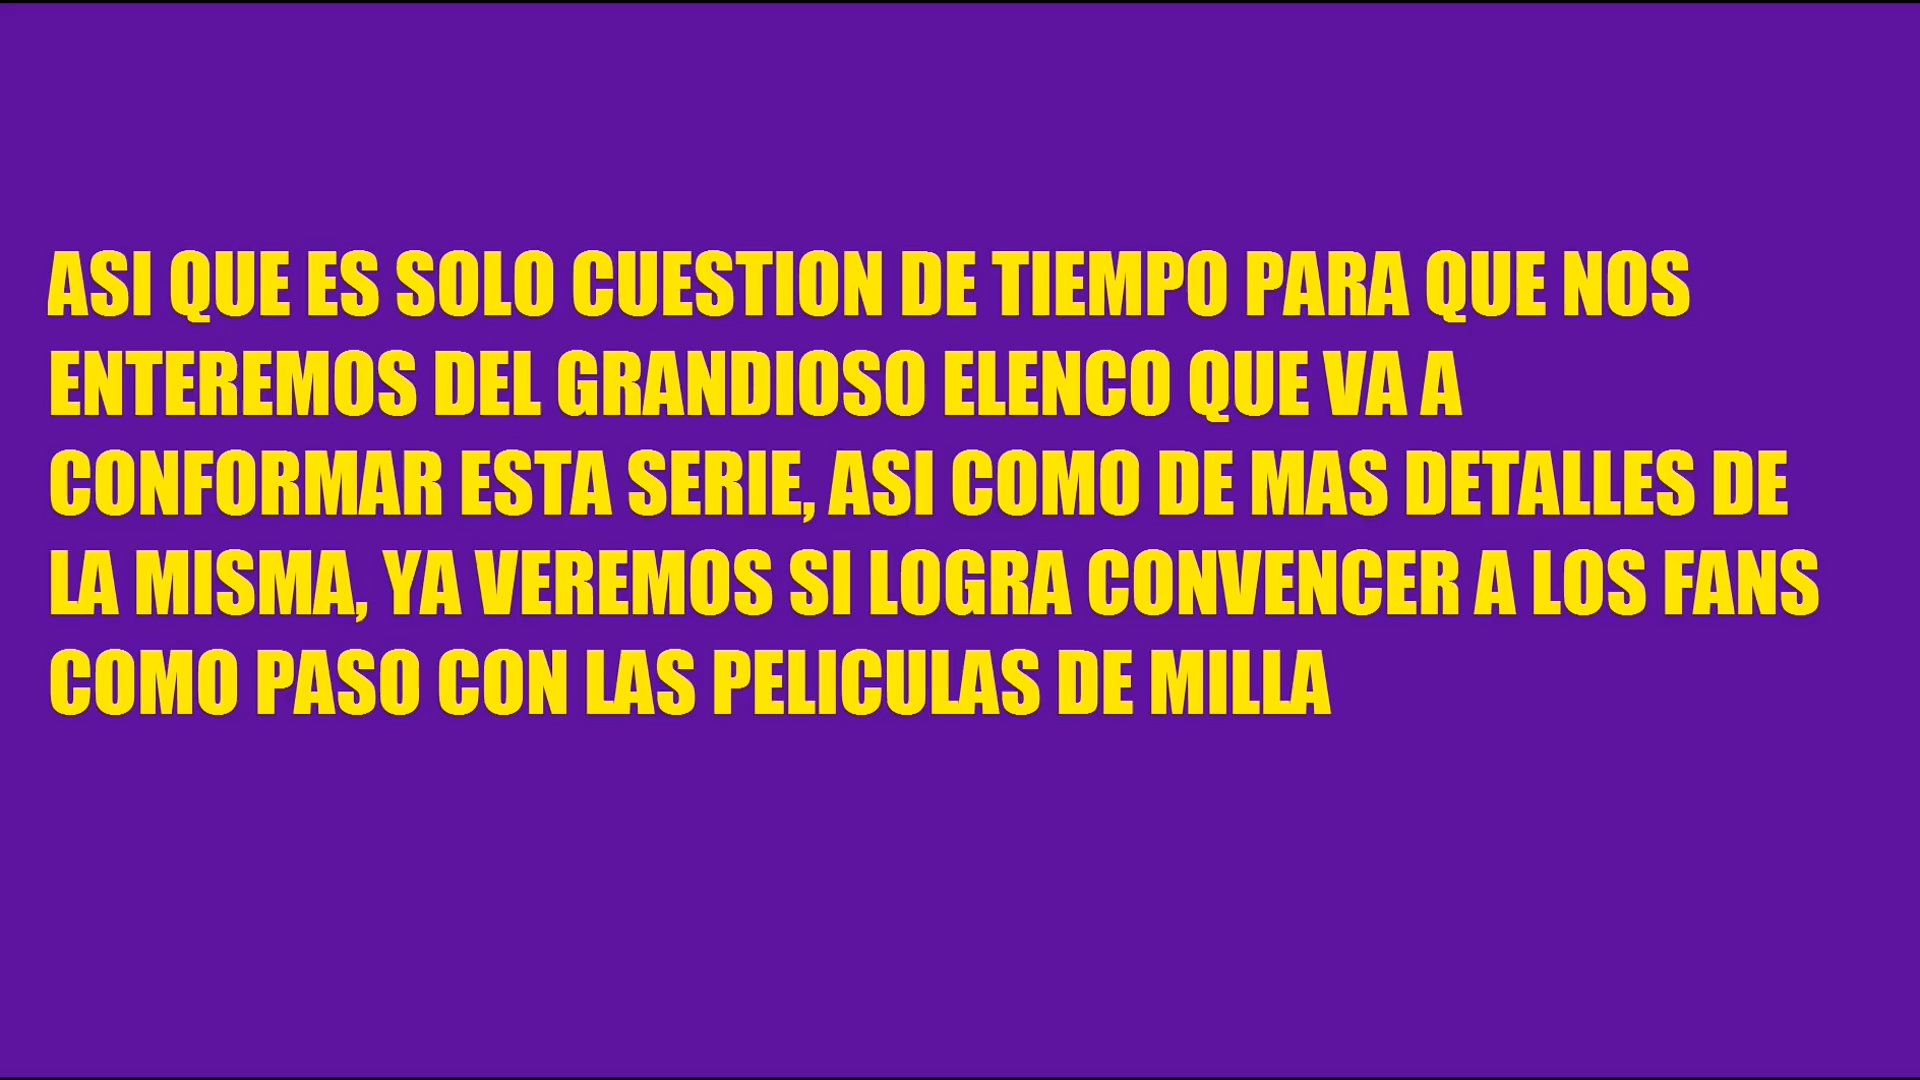 ASI QUE ES SOLO CUESTION DE TIEMPO PARA QUE NOS
ENTEREMOS DEL GRANDIOSO ELENCO QUE VA A
CONFORMAR ESTA SERIE, ASI COMO DE MAS DETALLES DE
LA MISMA, YA VEREMOS SI LOGRA CONVENCER A LOS FANS
COMO PASO CON LAS PELICULAS DE MILLA